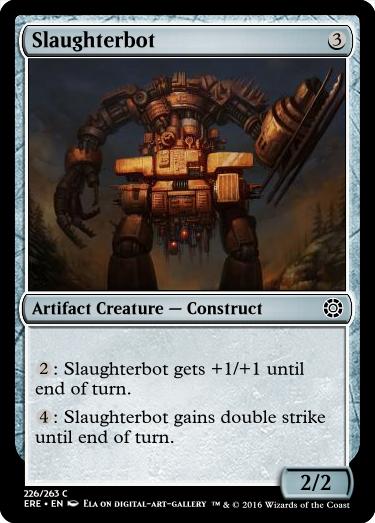 Slaughterbot 3
Artifact Creature — Construct
2 : Slaughterbot gets +1/+1 until
end of turn.
4 : Slaughterbot gains double strike
until end of turn.
2/2
226/263 C
ERE • EN Ela on digital-art-gallery ™ & © 2016 Wizards of the Coast